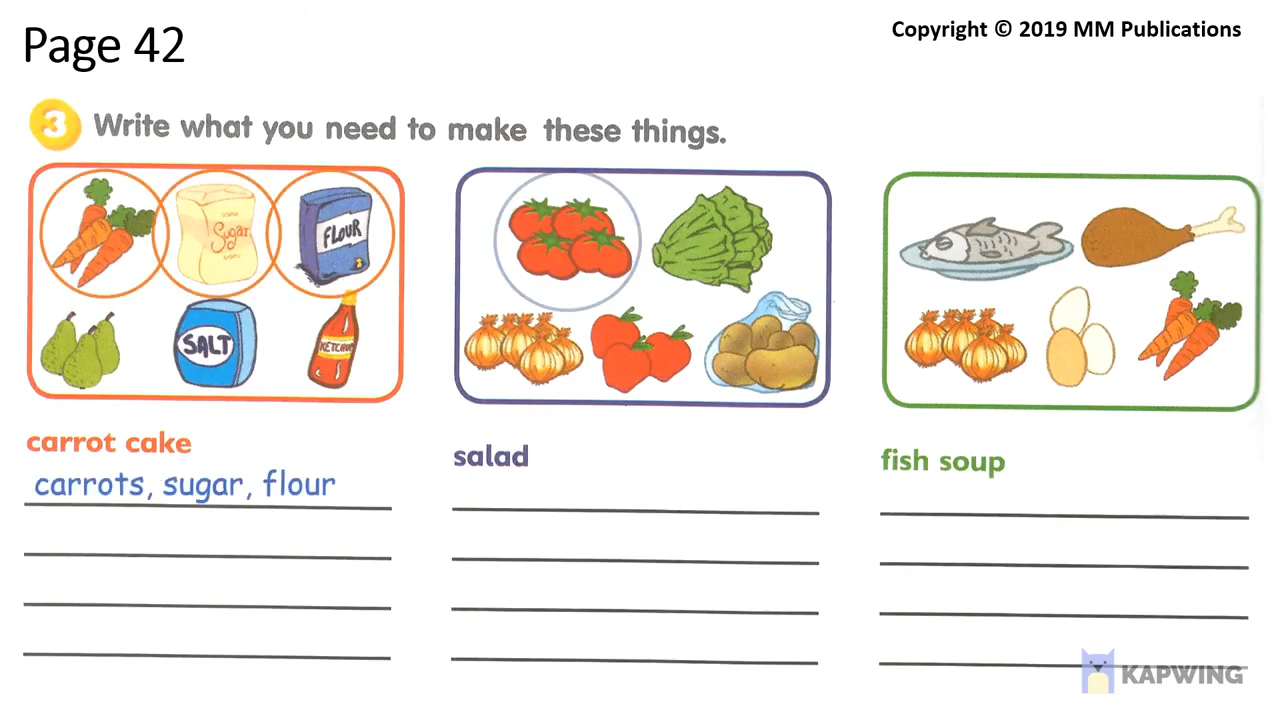 Page 42
Copyright © 2019 MM Publications
3 Write what you need to make these things.
Sugar
FLOUR
SALT
KETCHUP
carrot cake
carrots, sugar, flour
salad
fish soup
KAPWING